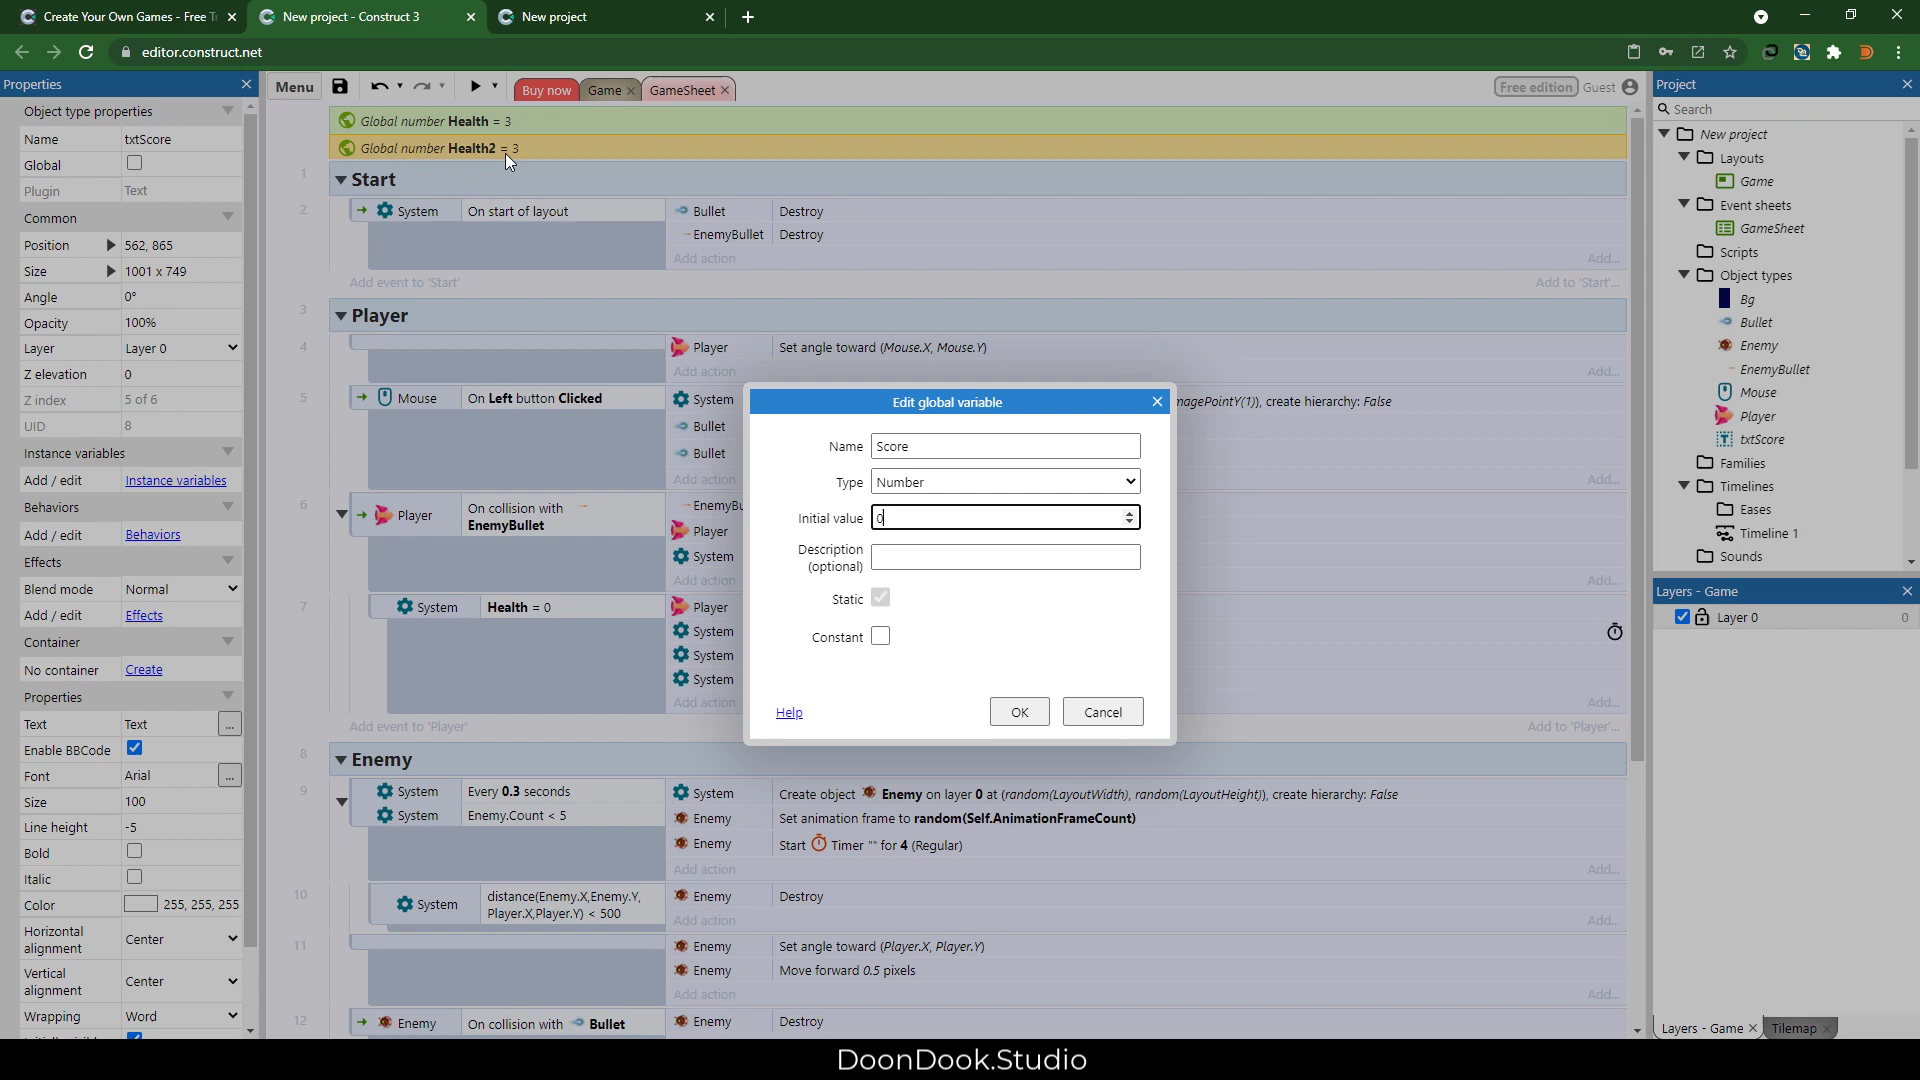 Create Your Own Games - Free Tr
New project - Construct 3
New project
editor.construct.net
Properties
Menu
Buy now
Game
GameSheet
Free edition
Guest
Project
Object type properties
Name
txtScore
Global
Plugin
Text
Common
Position
562, 865
Size
1001 x 749
Angle
0°
Opacity
100%
Layer
Layer 0
Z elevation
0
Z index
5 of 6
UID
8
Instance variables
Add / edit
Instance variables
Behaviors
Add / edit
Behaviors
Effects
Blend mode
Normal
Add / edit
Effects
Container
No container
Create
Properties
Text
Text
...
Enable BBCode
Font
Arial
...
Size
100
Line height
-5
Bold
Italic
Color
255, 255, 255
Horizontal
alignment
Center
Vertical
alignment
Center
Wrapping
Word
Global number Health = 3
Global number Health2 = 3
1
Start
2
System
On start of layout
Bullet
Destroy
EnemyBullet
Destroy
Add action
Add...
Add event to 'Start'
Add to 'Start'...
3
Player
4
Player
Set angle toward (Mouse.X, Mouse.Y)
Add action
Add...
5
Mouse
On Left button Clicked
System
magePointY(1)), create hierarchy: False
Bullet
Bullet
Add action
Add...
6
Player
On collision with
EnemyBullet
EnemyBu
Player
System
Add action
Add...
7
System
Health = 0
Player
System
System
System
Add action
Add...
Add event to 'Player'
Add to 'Player'...
8
Enemy
9
System
Every 0.3 seconds
System
Enemy.Count < 5
System
Create object Enemy on layer 0 at (random(LayoutWidth), random(LayoutHeight)), create hierarchy: False
Enemy
Set animation frame to random(Self.AnimationFrameCount)
Enemy
Start Timer "" for 4 (Regular)
Add action
Add...
10
System
distance(Enemy.X,Enemy.Y,
Player.X,Player.Y) < 500
Enemy
Destroy
Add action
Add...
11
Enemy
Set angle toward (Player.X, Player.Y)
Enemy
Move forward 0.5 pixels
Add action
Add...
12
Enemy
On collision with Bullet
Enemy
Destroy
Edit global variable
Name
Score
Type
Number
Initial value
0
Description
(optional)
Static
Constant
Help
OK
Cancel
Search
New project
Layouts
Game
Event sheets
GameSheet
Scripts
Object types
Bg
Bullet
Enemy
EnemyBullet
Mouse
Player
txtScore
Families
Timelines
Eases
Timeline 1
Sounds
Layers - Game
Layer 0
0
Layers - Game
Tilemap
DoonDook.Studio